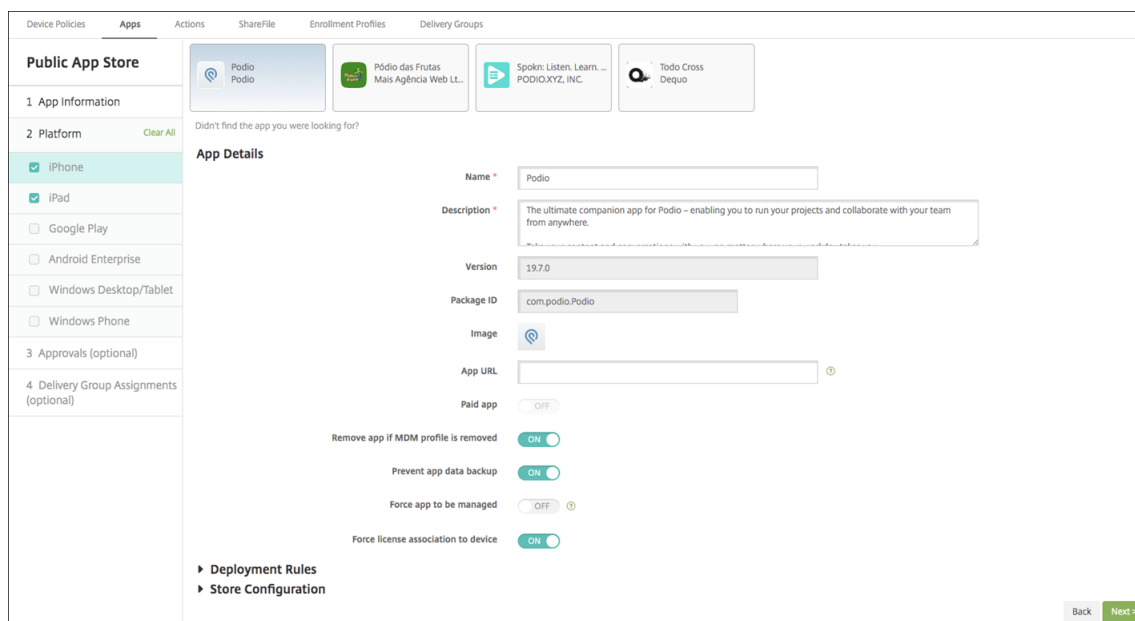 Device Policies
Apps
Actions
ShareFile
Enrollment Profiles
Delivery Groups
Public App Store
1 App Information
2 Platform
Clear All
iPhone
iPad
Google Play
Android Enterprise
Windows Desktop/Tablet
Windows Phone
3 Approvals (optional)
4 Delivery Group Assignments
(optional)
Podio
Podio
Pódio das Frutas
Mais Agência Web Lt...
Spokn: Listen. Learn. ...
PODIO.XYZ, INC.
Todo Cross
Dequo
Didn't find the app you were looking for?
App Details
Name *
Podio
Description *
The ultimate companion app for Podio – enabling you to run your projects and collaborate with your team
from anywhere.
Version
19.7.0
Package ID
com.podio.Podio
Image
App URL
Paid app
OFF
Remove app if MDM profile is removed
ON
Prevent app data backup
ON
Force app to be managed
OFF
Force license association to device
ON
Deployment Rules
Store Configuration
Back
Next >